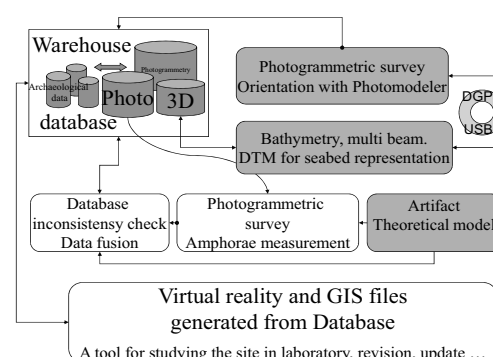 Warehouse
Photogrammetry
Archaeological
data
Photo
3D
database
Photogrammetric survey
Orientation with Photomodeler
DGP
USB
Bathymetry, multi beam.
DTM for seabed representation
Database
inconsistensy check
Data fusion
Photogrammetric
survey
Amphorae measurement
Artifact
Theoretical model
Virtual reality and GIS files
generated from Database
A tool for studying the site in laboratory, revision, update ...